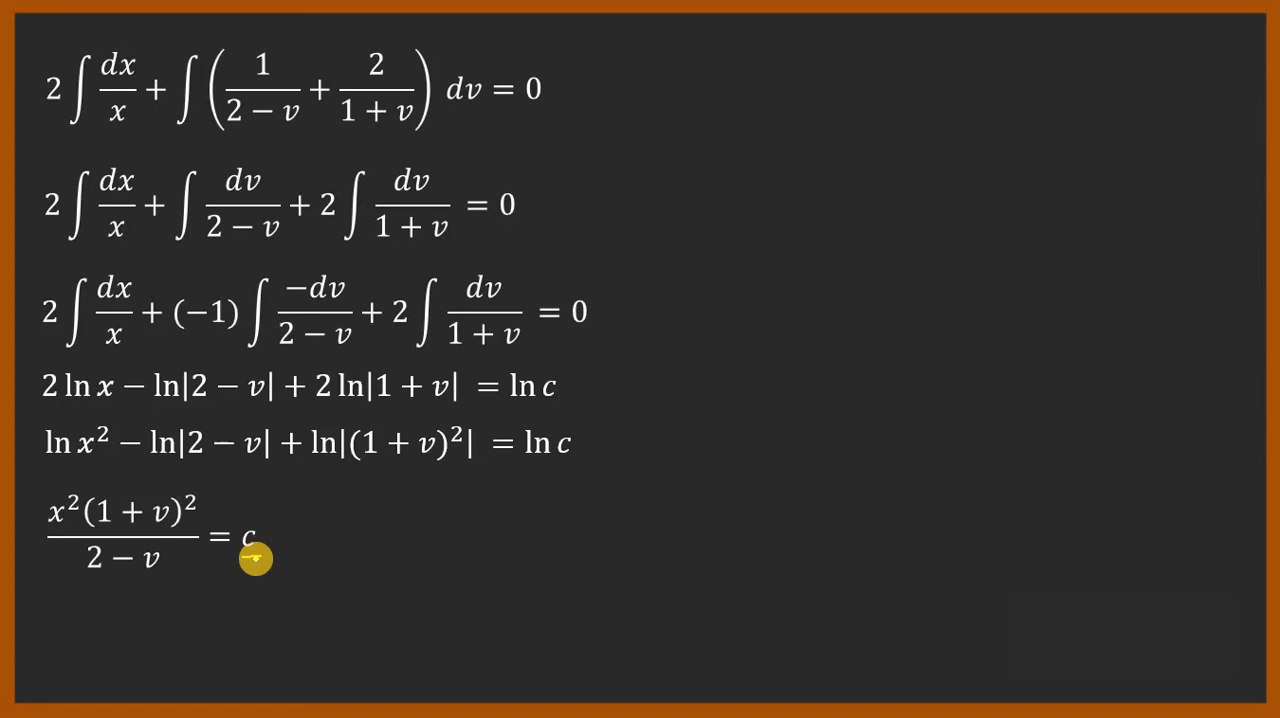 2∫ dx/x + ∫ (1/(2 − v) + 2/(1 + v)) dv = 0
2∫ dx/x + ∫ dv/(2 − v) + 2∫ dv/(1 + v) = 0
2∫ dx/x + (−1)∫ −dv/(2 − v) + 2∫ dv/(1 + v) = 0
2 ln x − ln|2 − v| + 2 ln|1 + v| = ln c
ln x² − ln|2 − v| + ln|(1 + v)²| = ln c
x²(1 + v)²/(2 − v) = c